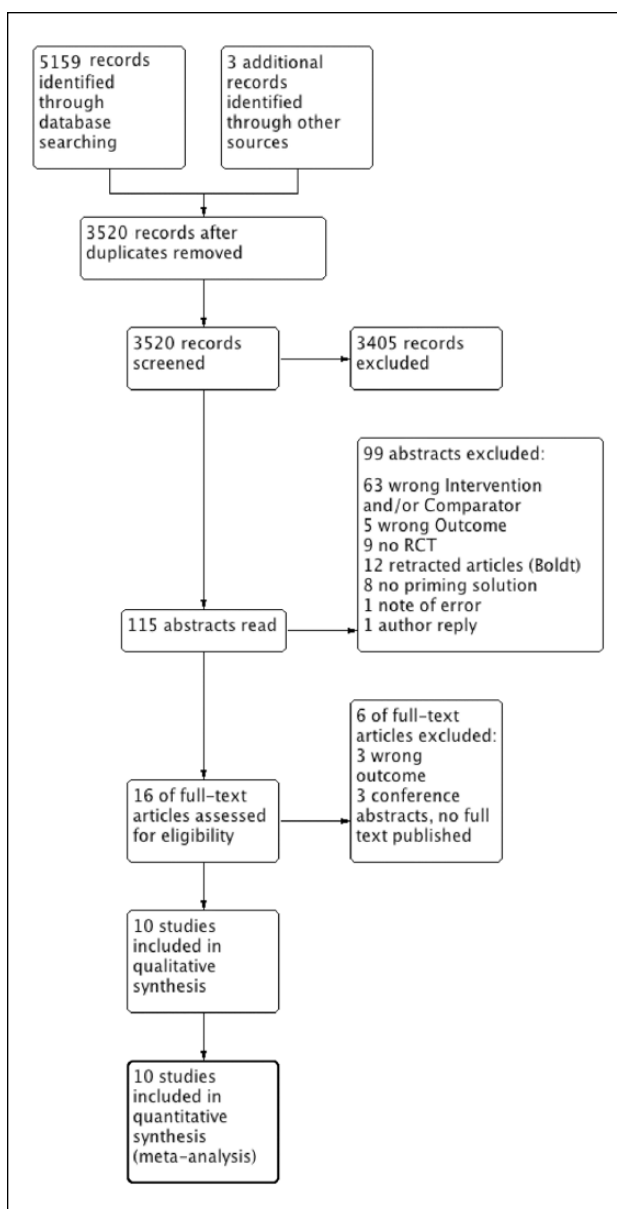 5159 records
identified
through
database
searching
3 additional
records
identified
through other
sources
3520 records after
duplicates removed
3520 records
screened
3405 records
excluded
99 abstracts excluded:
63 wrong Intervention
and/or Comparator
5 wrong Outcome
9 no RCT
12 retracted articles (Boldt)
8 no priming solution
1 note of error
1 author reply
115 abstracts read
6 of full-text
articles excluded:
3 wrong
outcome
3 conference
abstracts, no full
text published
16 of full-text
articles assessed
for eligibility
10 studies
included in
qualitative
synthesis
10 studies
included in
quantitative
synthesis
(meta-analysis)